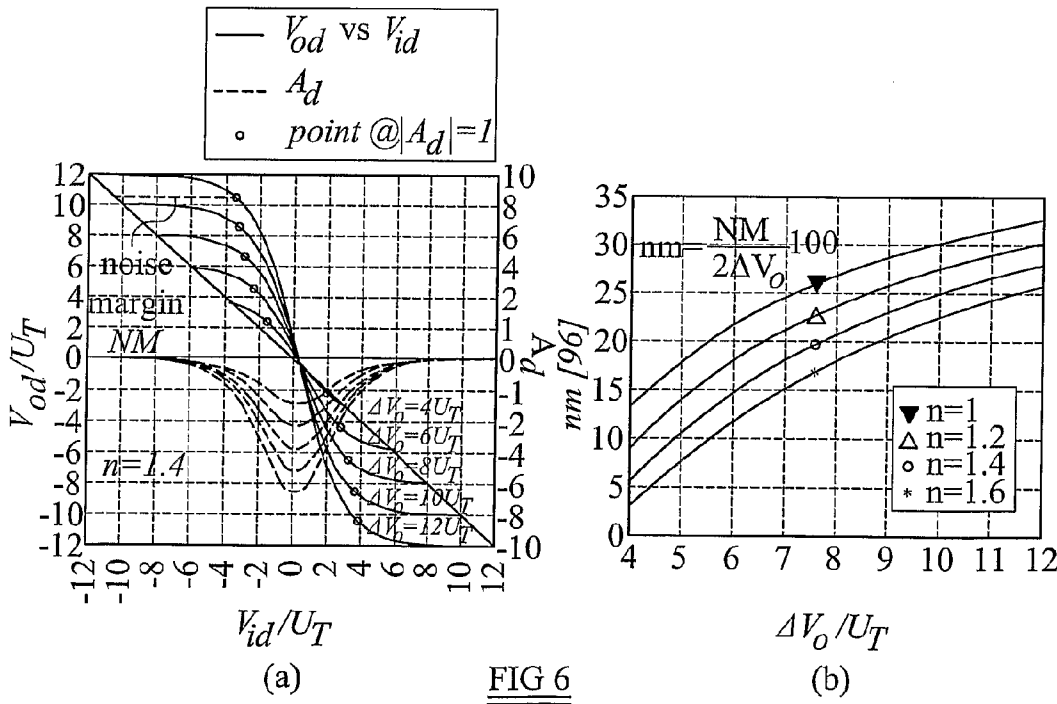 V_od vs V_id
A_d
point @|A_d|=1
12
10
8
6
4
2
0
-2
-4
-6
-8
-10
-12
V_od/U_T
10
8
6
4
2
1
0
-1
-2
-4
-6
-8
-10
A_d
noise
margin
NM
n=1.4
ΔV_o=4U_T
ΔV_o=6U_T
ΔV_o=8U_T
ΔV_o=10U_T
ΔV_o=12U_T
-12 -10 -8 -6 -4 -2 0 2 4 6 8 10 12
V_id/U_T
(a)
35
30
25
20
15
10
5
0
nm [96]
nm= NM/2ΔV_o 100
n=1
n=1.2
n=1.4
n=1.6
4 5 6 7 8 9 10 11 12
ΔV_o/U_T
(b)
FIG 6